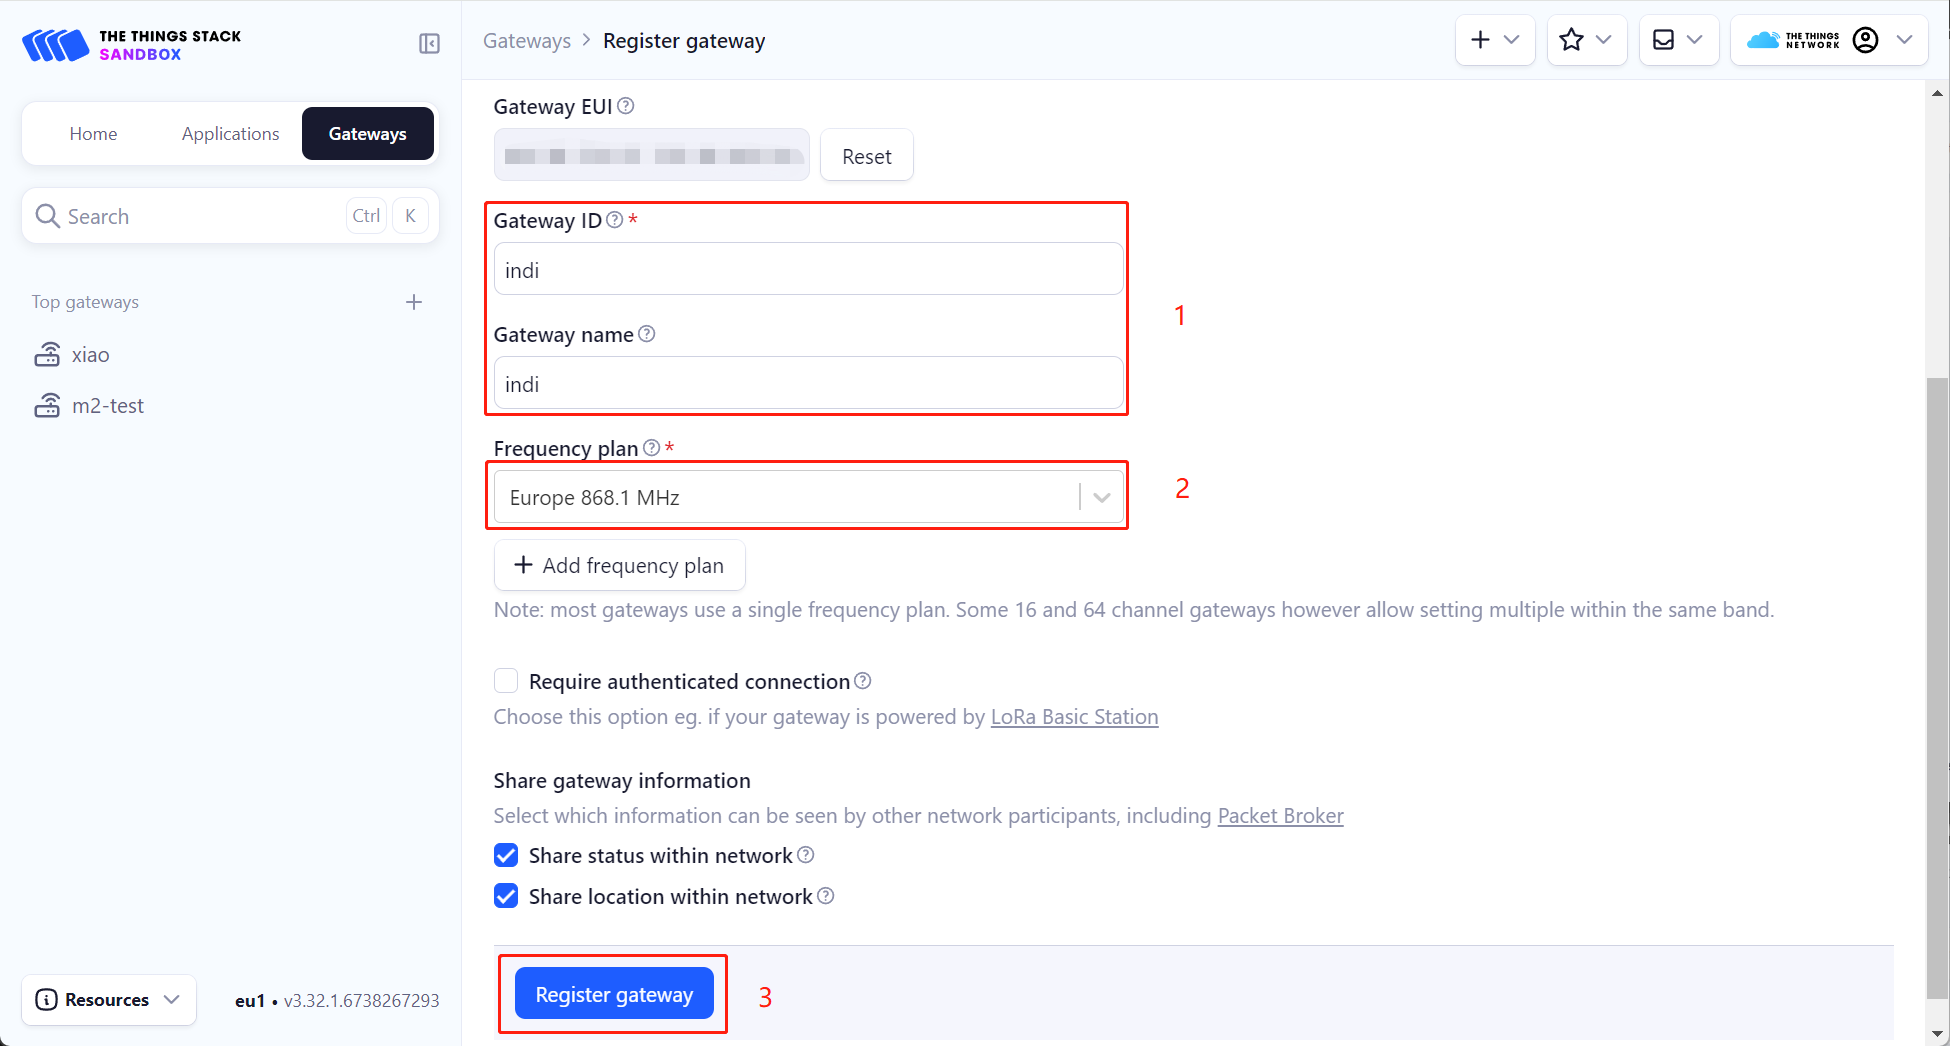 THE THINGS STACK
SANDBOX
Gateways > Register gateway
THE THINGS
NETWORK
Home
Applications
Gateways
Search
Ctrl
K
Top gateways
xiao
m2-test
Gateway EUI
Reset
Gateway ID *
indi
1
Gateway name
indi
Frequency plan *
Europe 868.1 MHz
2
Add frequency plan
Note: most gateways use a single frequency plan. Some 16 and 64 channel gateways however allow setting multiple within the same band.
Require authenticated connection
Choose this option eg. if your gateway is powered by LoRa Basic Station
Share gateway information
Select which information can be seen by other network participants, including Packet Broker
Share status within network
Share location within network
Register gateway
3
Resources
eu1 • v3.32.1.6738267293